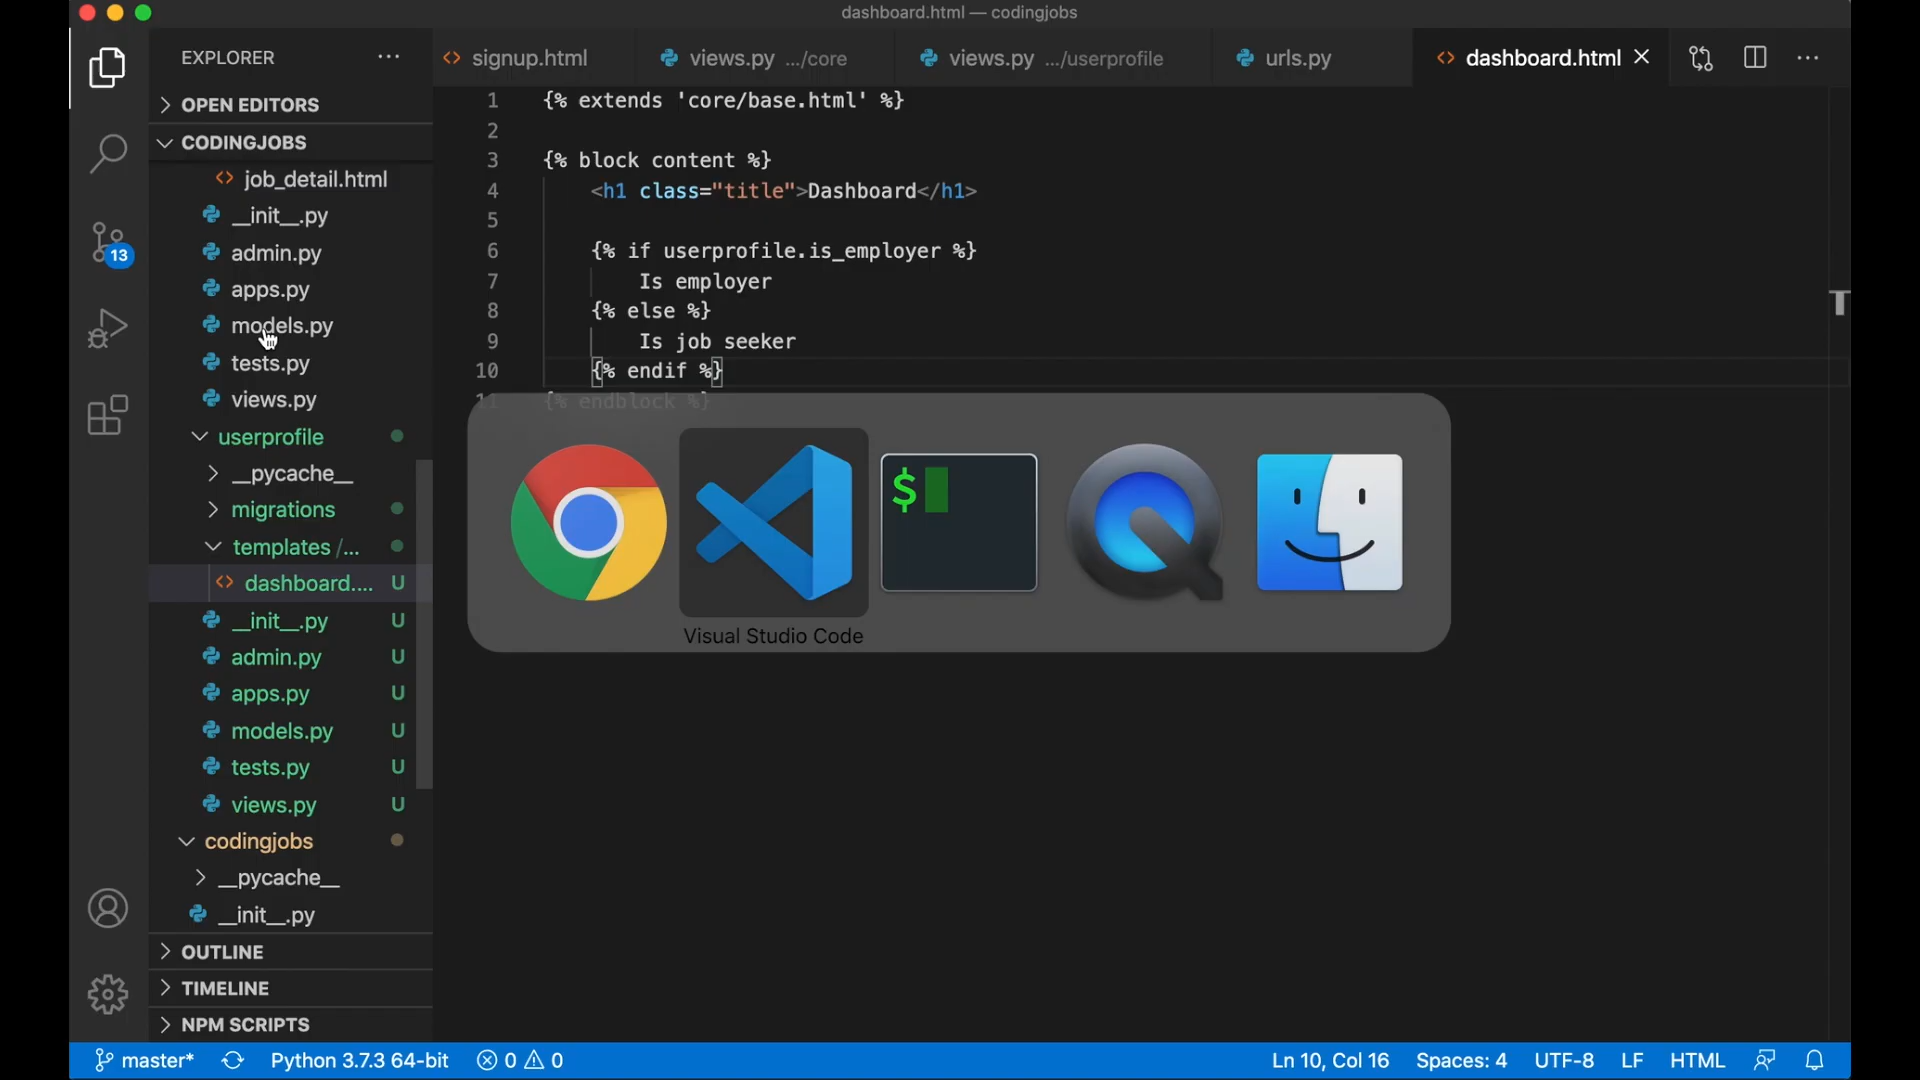 dashboard.html — codingjobs
EXPLORER
signup.html
views.py .../core
views.py .../userprofile
urls.py
dashboard.html
OPEN EDITORS
CODINGJOBS
job_detail.html
__init__.py
admin.py
apps.py
models.py
tests.py
views.py
userprofile
__pycache__
migrations
templates /...
dashboard.... U
__init__.py U
admin.py U
apps.py U
models.py U
tests.py U
views.py U
codingjobs
__pycache__
__init__.py
OUTLINE
TIMELINE
NPM SCRIPTS
13
1 {% extends 'core/base.html' %}
2
3 {% block content %}
4 <h1 class="title">Dashboard</h1>
5
6 {% if userprofile.is_employer %}
7 Is employer
8 {% else %}
9 Is job seeker
10 {% endif %}
11 {% endblock %}
$
Visual Studio Code
master* Python 3.7.3 64-bit 0 0 Ln 10, Col 16 Spaces: 4 UTF-8 LF HTML